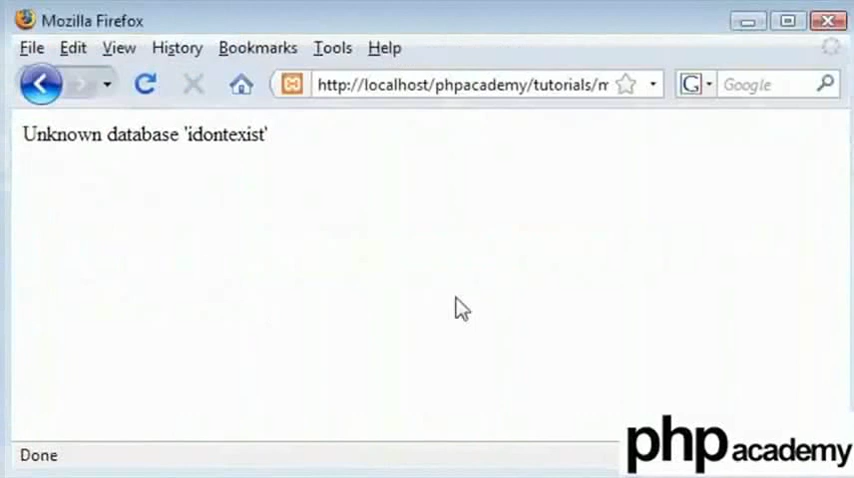 Mozilla Firefox
File Edit View History Bookmarks Tools Help
http://localhost/phpacademy/tutorials/m G Google
Unknown database 'idontexist'
Done
php academy